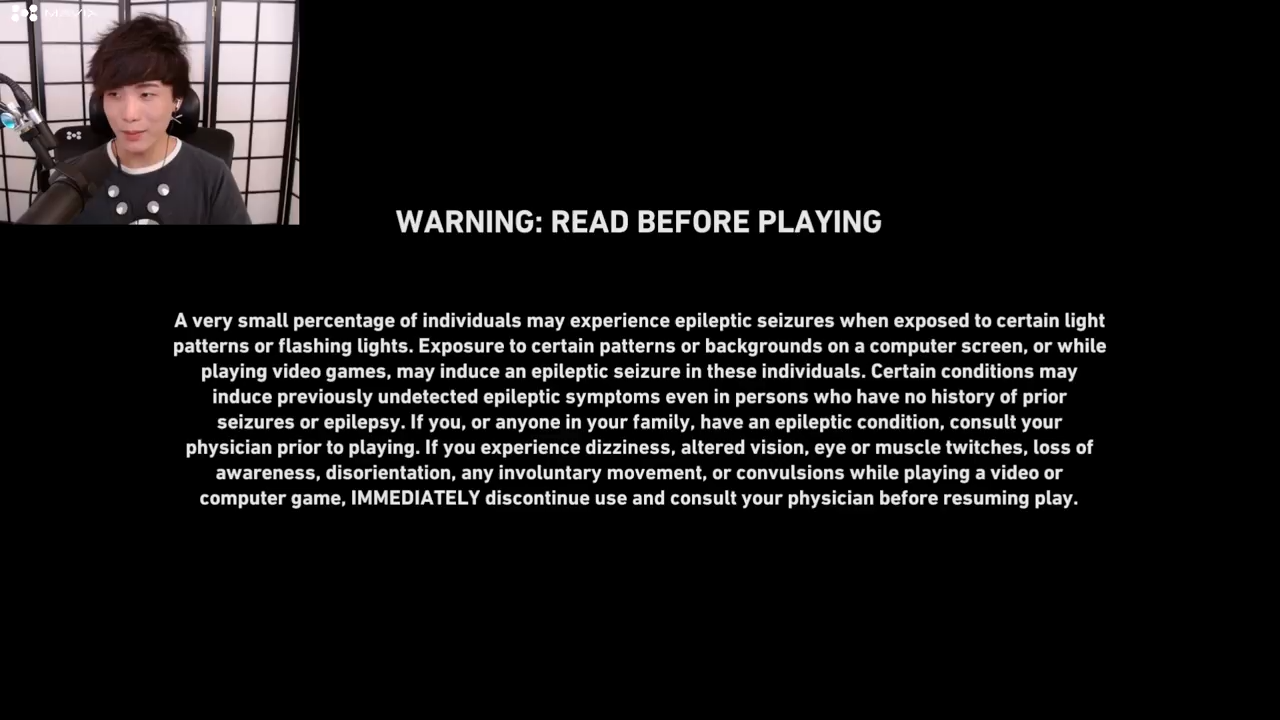 MAVIX
WARNING: READ BEFORE PLAYING
A very small percentage of individuals may experience epileptic seizures when exposed to certain light
patterns or flashing lights. Exposure to certain patterns or backgrounds on a computer screen, or while
playing video games, may induce an epileptic seizure in these individuals. Certain conditions may
induce previously undetected epileptic symptoms even in persons who have no history of prior
seizures or epilepsy. If you, or anyone in your family, have an epileptic condition, consult your
physician prior to playing. If you experience dizziness, altered vision, eye or muscle twitches, loss of
awareness, disorientation, any involuntary movement, or convulsions while playing a video or
computer game, IMMEDIATELY discontinue use and consult your physician before resuming play.